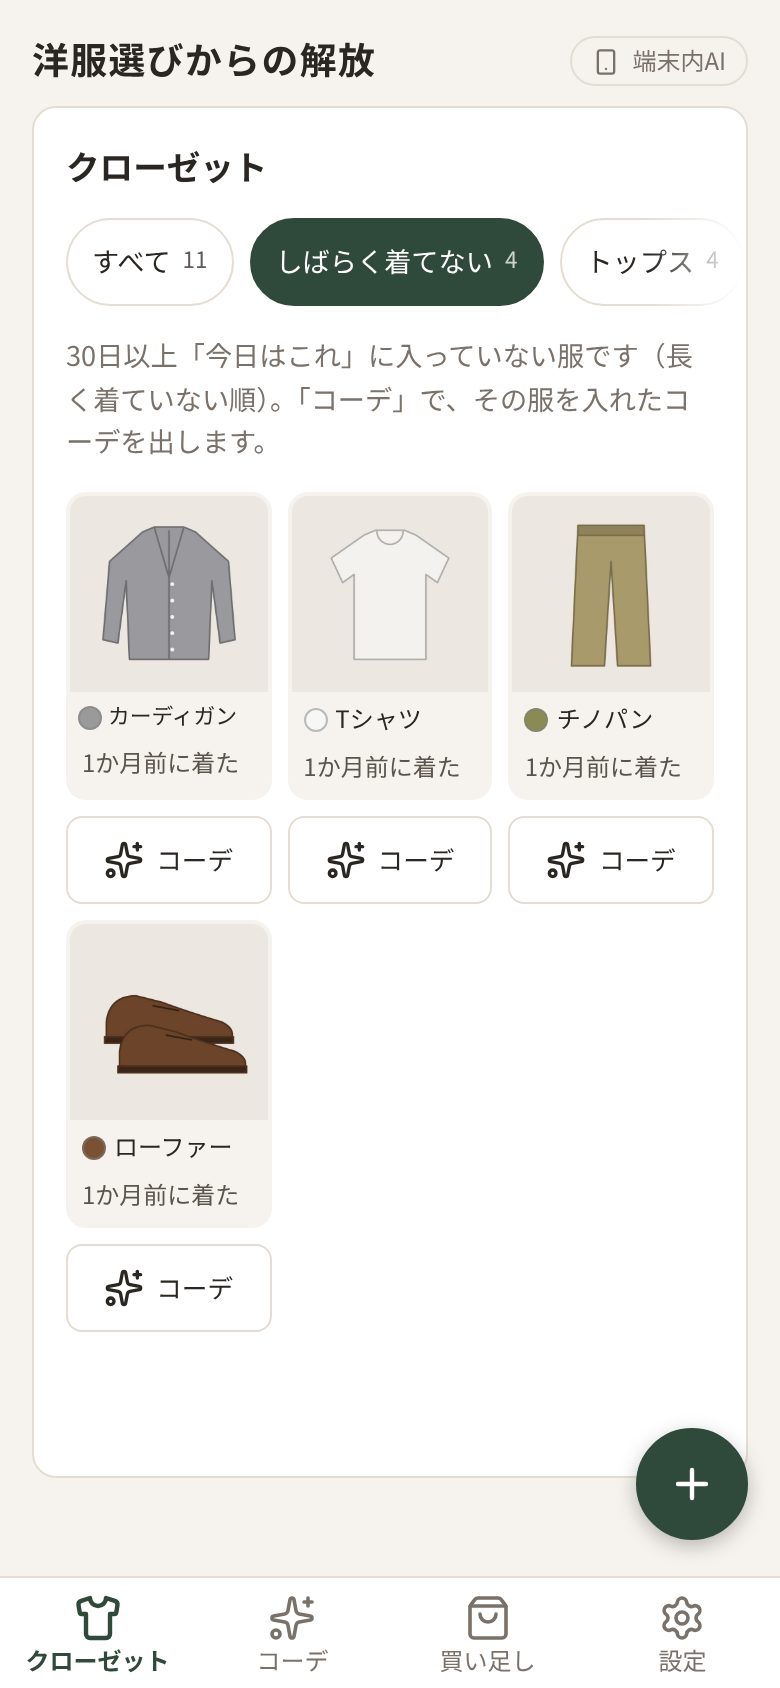 洋服選びからの解放
端末内AI
クローゼット
すべて 11
しばらく着てない 4
トップス 4
30日以上「今日はこれ」に入っていない服です（長
く着ていない順）。「コーデ」で、その服を入れたコ
ーデを出します。
カーディガン
Tシャツ
チノパン
1か月前に着た
1か月前に着た
1か月前に着た
コーデ
コーデ
コーデ
ローファー
1か月前に着た
コーデ
クローゼット
コーデ
買い足し
設定